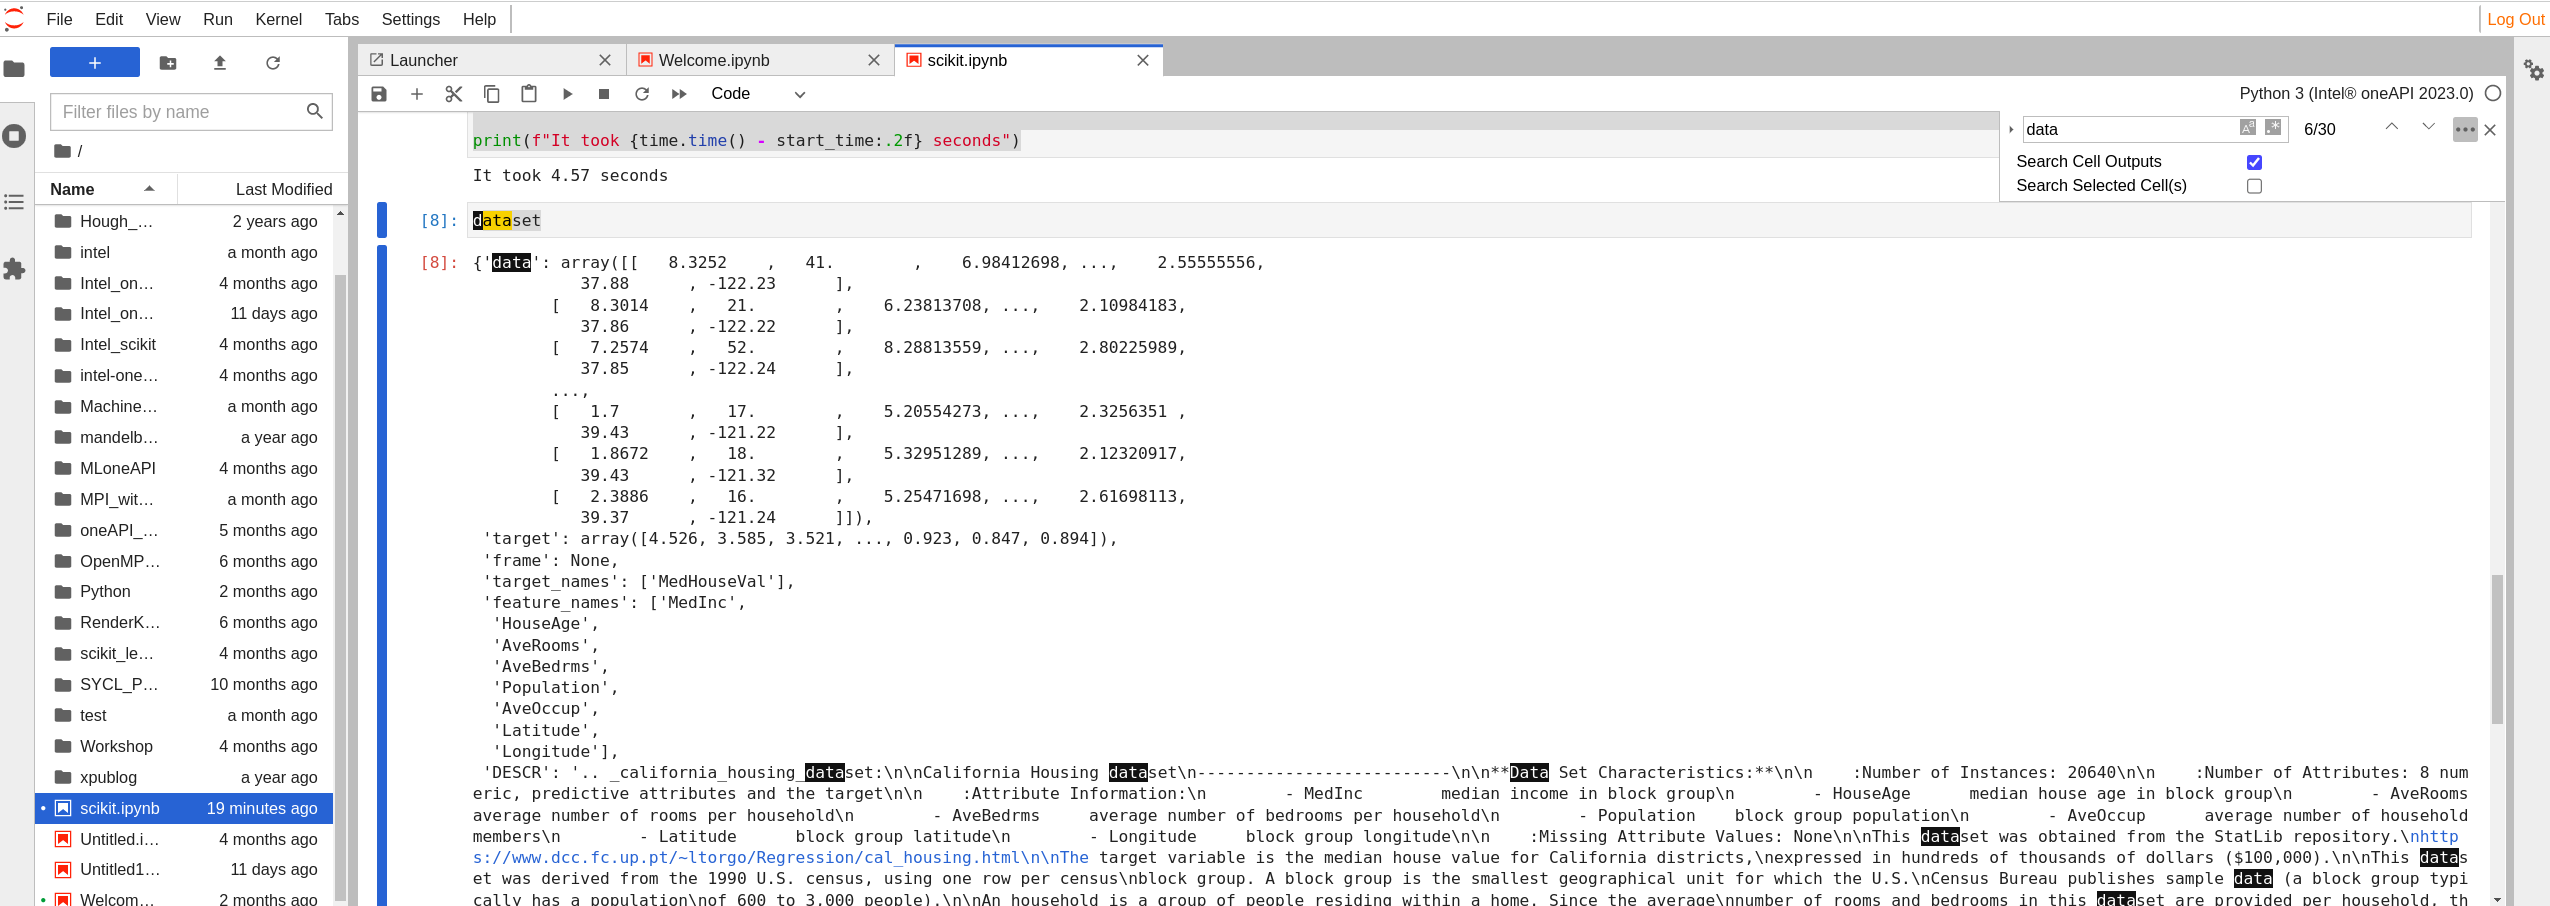 File Edit View Run Kernel Tabs Settings Help
Log Out
Launcher
Welcome.ipynb
scikit.ipynb
Code
Python 3 (Intel® oneAPI 2023.0)
Filter files by name
/
Name Last Modified
Hough_... 2 years ago
intel a month ago
Intel_on... 4 months ago
Intel_on... 11 days ago
Intel_scikit 4 months ago
intel-one... 4 months ago
Machine... a month ago
mandelb... a year ago
MLoneAPI 4 months ago
MPI_wit... a month ago
oneAPI_... 5 months ago
OpenMP... 6 months ago
Python 2 months ago
RenderK... 6 months ago
scikit_le... 4 months ago
SYCL_P... 10 months ago
test a month ago
Workshop 4 months ago
xpublog a year ago
scikit.ipynb 19 minutes ago
Untitled.i... 4 months ago
Untitled1... 11 days ago
Welcom... 2 months ago
data
6/30
Search Cell Outputs
Search Selected Cell(s)
print(f"It took {time.time() - start_time:.2f} seconds")
It took 4.57 seconds
[8]: dataset
[8]: {'data': array([[   8.3252    ,   41.        ,    6.98412698, ...,    2.55555556,
37.88      , -122.23      ],
[   8.3014    ,   21.        ,    6.23813708, ...,    2.10984183,
37.86      , -122.22      ],
[   7.2574    ,   52.        ,    8.28813559, ...,    2.80225989,
37.85      , -122.24      ],
...,
[   1.7       ,   17.        ,    5.20554273, ...,    2.3256351 ,
39.43      , -121.22      ],
[   1.8672    ,   18.        ,    5.32951289, ...,    2.12320917,
39.43      , -121.32      ],
[   2.3886    ,   16.        ,    5.25471698, ...,    2.61698113,
39.37      , -121.24      ]]),
'target': array([4.526, 3.585, 3.521, ..., 0.923, 0.847, 0.894]),
'frame': None,
'target_names': ['MedHouseVal'],
'feature_names': ['MedInc',
'HouseAge',
'AveRooms',
'AveBedrms',
'Population',
'AveOccup',
'Latitude',
'Longitude'],
'DESCR': '.. _california_housing_dataset:\n\nCalifornia Housing dataset\n--------------------------\n\n**Data Set Characteristics:**\n\n    :Number of Instances: 20640\n\n    :Number of Attributes: 8 num
eric, predictive attributes and the target\n\n    :Attribute Information:\n        - MedInc        median income in block group\n        - HouseAge      median house age in block group\n        - AveRooms
average number of rooms per household\n        - AveBedrms     average number of bedrooms per household\n        - Population    block group population\n        - AveOccup      average number of household
members\n        - Latitude      block group latitude\n        - Longitude     block group longitude\n\n    :Missing Attribute Values: None\n\nThis dataset was obtained from the StatLib repository.\nhttp
s://www.dcc.fc.up.pt/~ltorgo/Regression/cal_housing.html\n\nThe target variable is the median house value for California districts,\nexpressed in hundreds of thousands of dollars ($100,000).\n\nThis datas
et was derived from the 1990 U.S. census, using one row per census\nblock group. A block group is the smallest geographical unit for which the U.S.\nCensus Bureau publishes sample data (a block group typi
cally has a population\nof 600 to 3,000 people).\n\nAn household is a group of people residing within a home. Since the average\nnumber of rooms and bedrooms in this dataset are provided per household, th